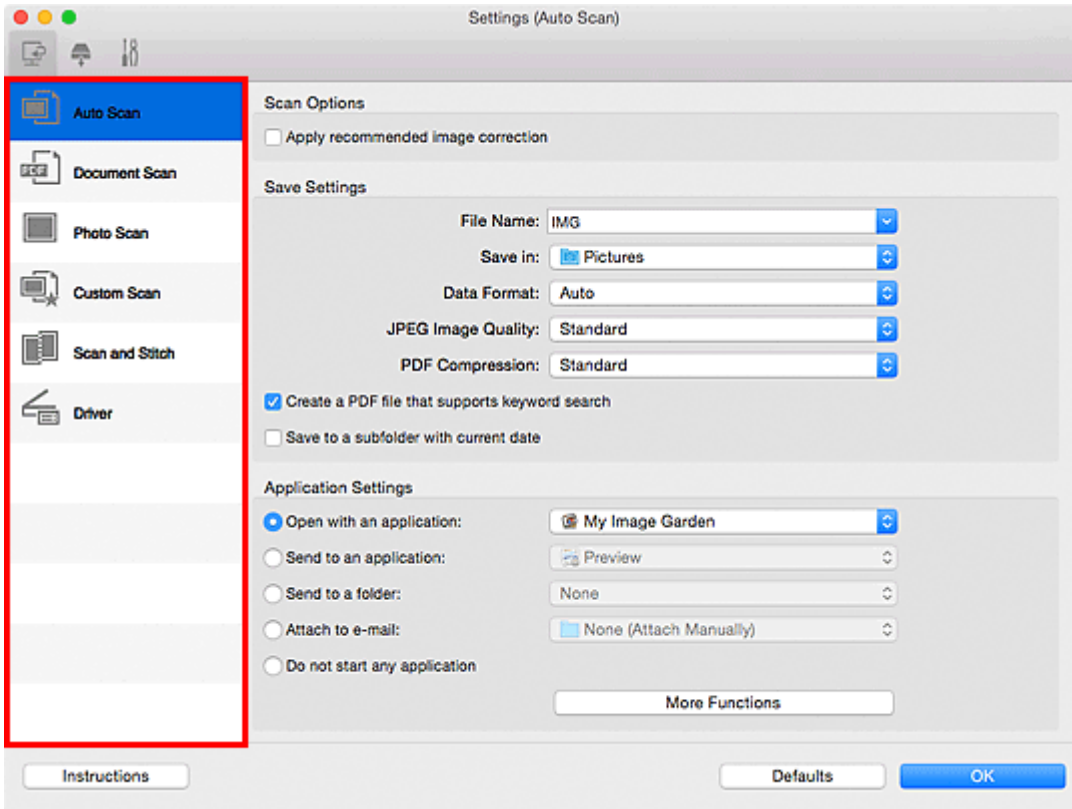 Settings (Auto Scan)
Auto Scan
PDF
Document Scan
Photo Scan
Custom Scan
Scan and Stitch
Driver
Scan Options
Apply recommended image correction
Save Settings
File Name: IMG
Save in: Pictures
Data Format: Auto
JPEG Image Quality: Standard
PDF Compression: Standard
Create a PDF file that supports keyword search
Save to a subfolder with current date
Application Settings
Open with an application: My Image Garden
Send to an application: Preview
Send to a folder: None
Attach to e-mail: None (Attach Manually)
Do not start any application
More Functions
Instructions Defaults OK